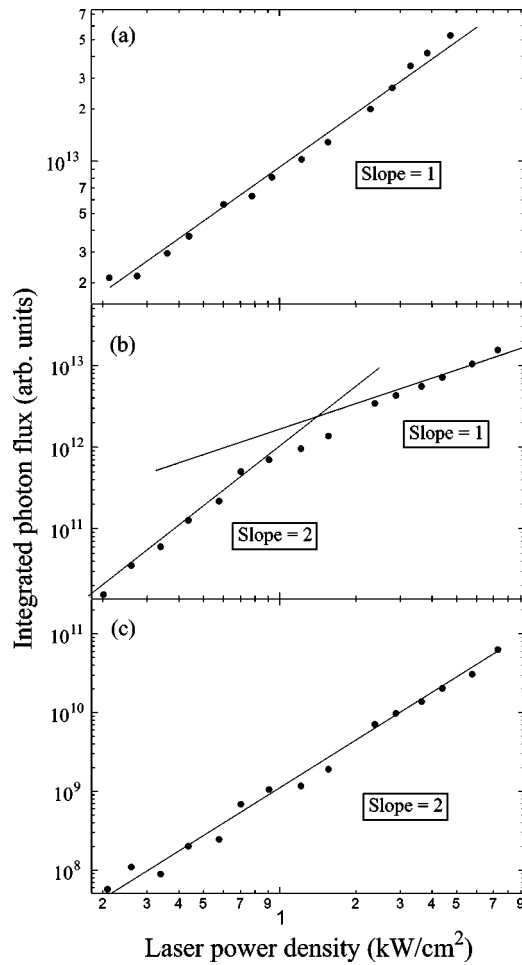 (a)
7
5
3
2
10^13
7
5
3
2
Slope = 1
(b)
10^13
10^12
10^11
Slope = 1
Slope = 2
(c)
10^11
10^10
10^9
10^8
Slope = 2
2 3 4 5 6 7 9 1 2 3 4 5 6 7 9
Laser power density (kW/cm^2)
Integrated photon flux (arb. units)